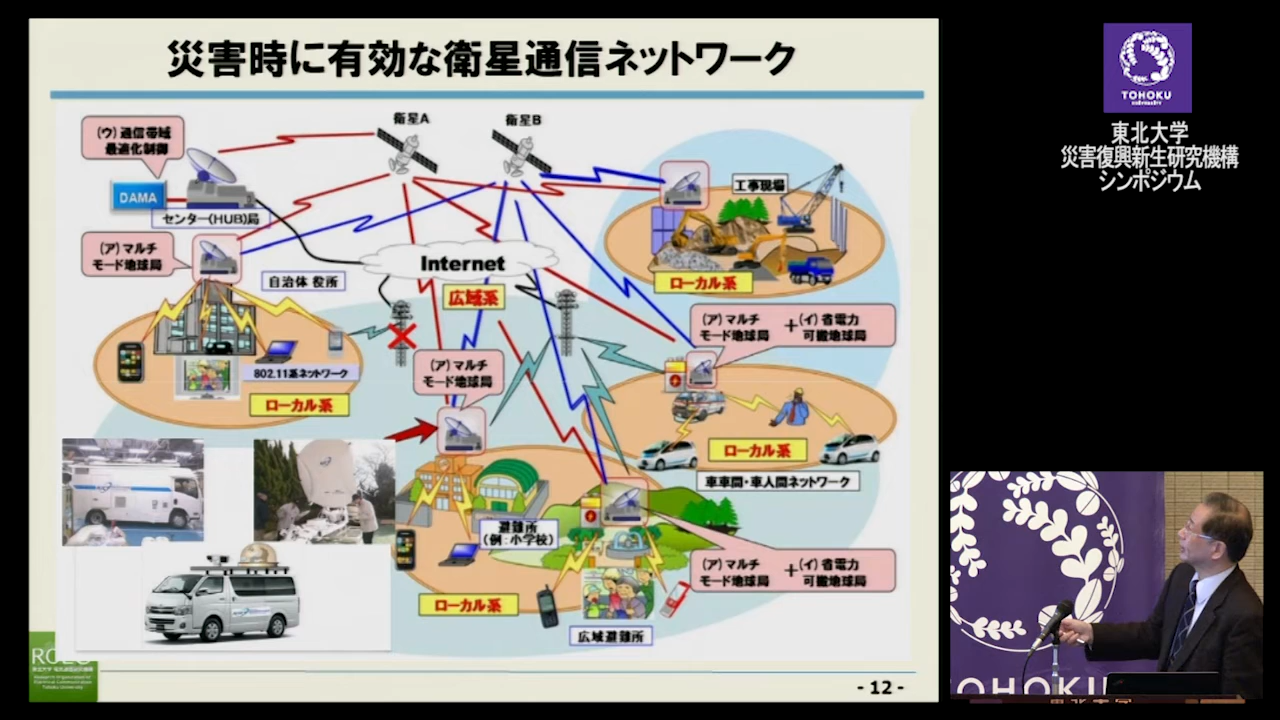 災害時に有効な衛星通信ネットワーク
(ウ)通信帯域
最適化制御
DAMA
センター(HUB)局
衛星A
衛星B
(ア)マルチ
モード地球局
自治体 役所
Internet
広域系
工事現場
ローカル系
(ア)マルチ
モード地球局
+(イ)省電力
可搬地球局
802.11系ネットワーク
ローカル系
(ア)マルチ
モード地球局
ローカル系
車車間・車人間ネットワーク
避難所
(例:小学校)
(ア)マルチ
モード地球局
+(イ)省電力
可搬地球局
ローカル系
広域避難所
- 12 -
TOHOKU
UNIVERSITY
東北大学
災害復興新生研究機構
シンポジウム
TOHOKU